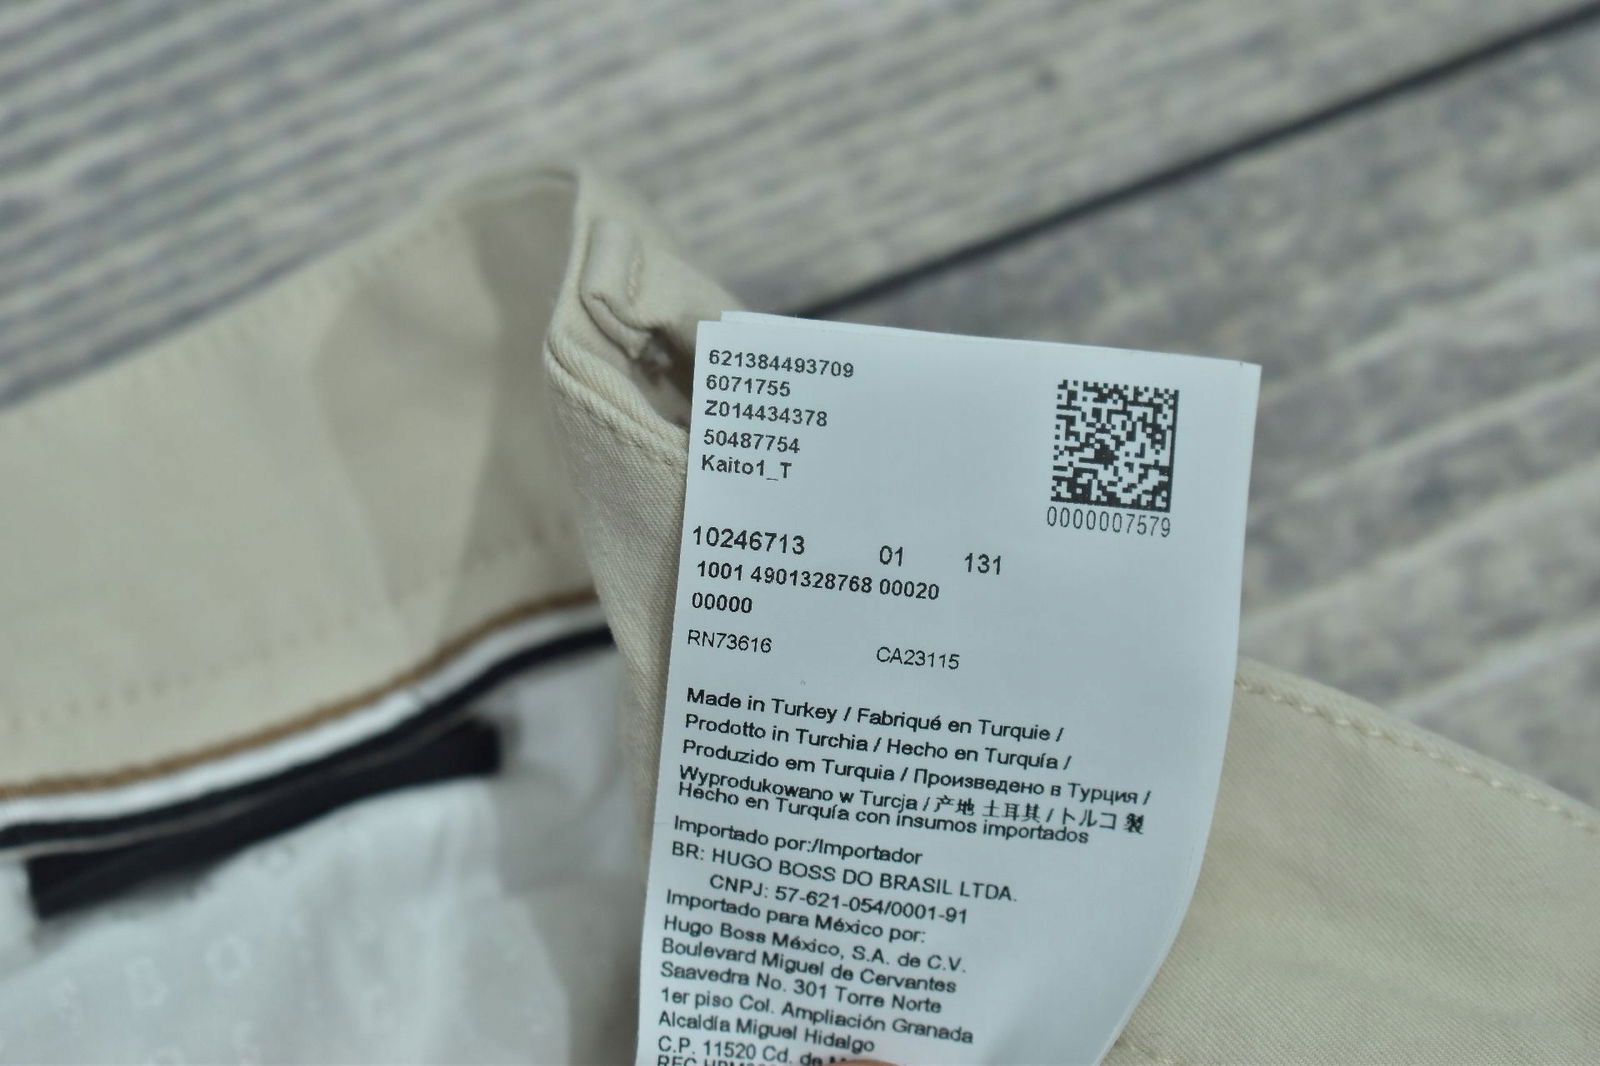 621384493709
6071755
Z014434378
50487754
Kaito1_T
0000007579
10246713 01 131
1001 4901328768 00020
00000
RN73616 CA23115
Made in Turkey / Fabriqué en Turquie /
Prodotto in Turchia / Hecho en Turquía /
Produzido em Turquia / Произведено в Турция /
Wyprodukowano w Turcja / 产地 土耳其 / トルコ 製
Hecho en Turquía con insumos importados
Importado por:/Importador
BR: HUGO BOSS DO BRASIL LTDA.
CNPJ: 57-621-054/0001-91
Importado para México por:
Hugo Boss México, S.A. de C.V.
Boulevard Miguel de Cervantes
Saavedra No. 301 Torre Norte
1er piso Col. Ampliación Granada
Alcaldía Miguel Hidalgo
C.P. 11520 Cd. de